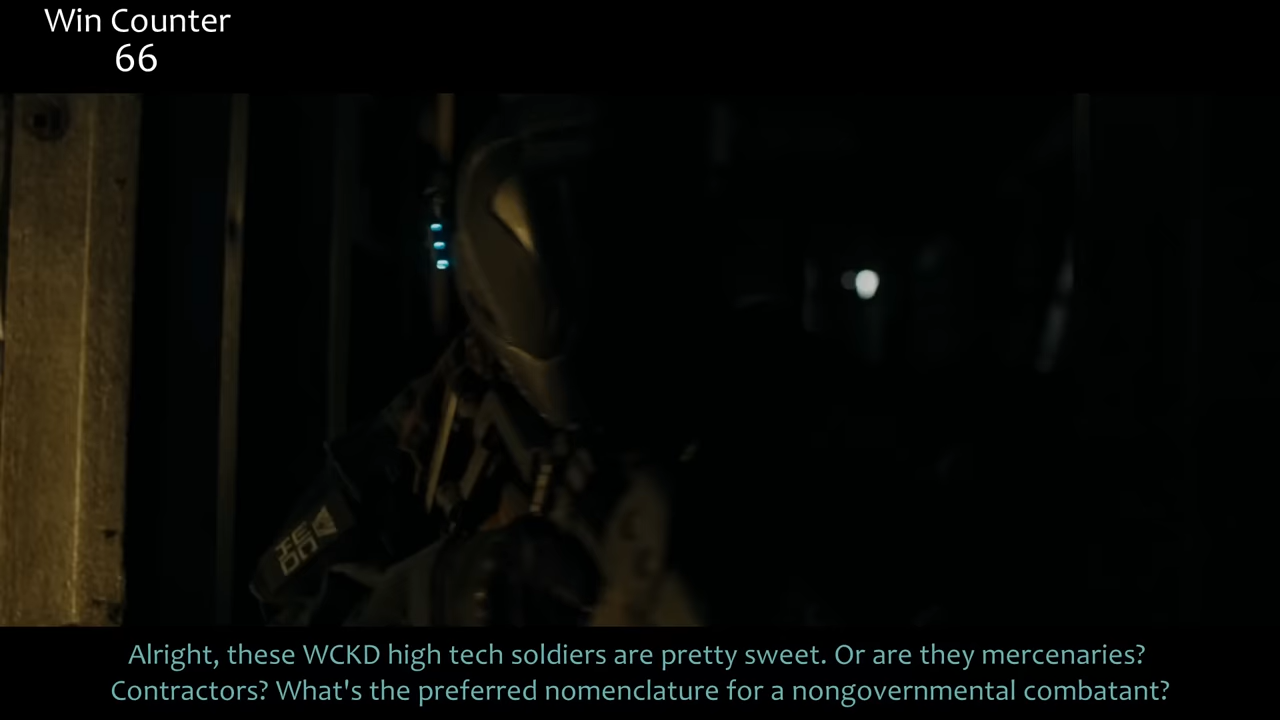 Win Counter
66
Alright, these WCKD high tech soldiers are pretty sweet. Or are they mercenaries?
Contractors? What's the preferred nomenclature for a nongovernmental combatant?